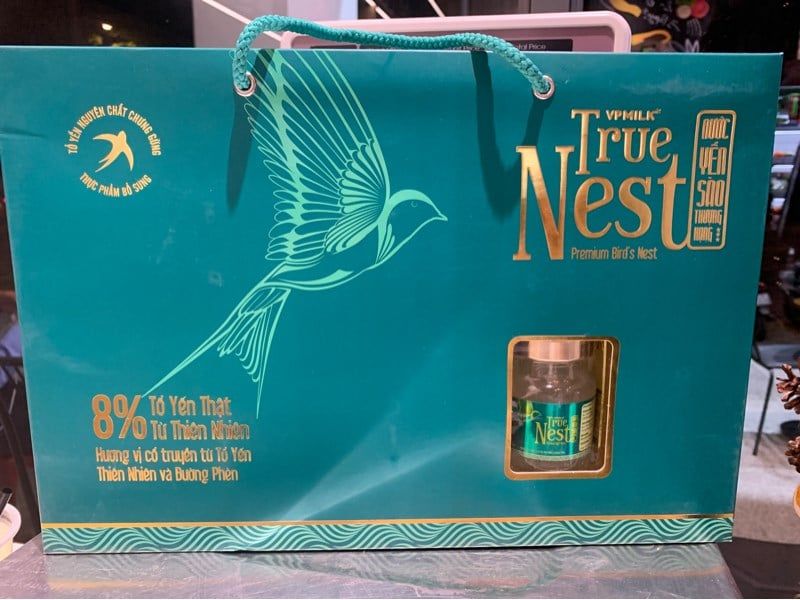 TỔ YẾN NGUYÊN CHẤT CHƯNG CÙNG
THỰC PHẨM BỔ SUNG
VPMILK
True
Nest
Premium Bird's Nest
NƯỚC
YẾN
SÀO
THƯỢNG
HẠNG
8% Tổ Yến Thật
Từ Thiên Nhiên
Hương vị cổ truyền từ Tổ Yến
Thiên Nhiên và Đường Phèn
True
Nest